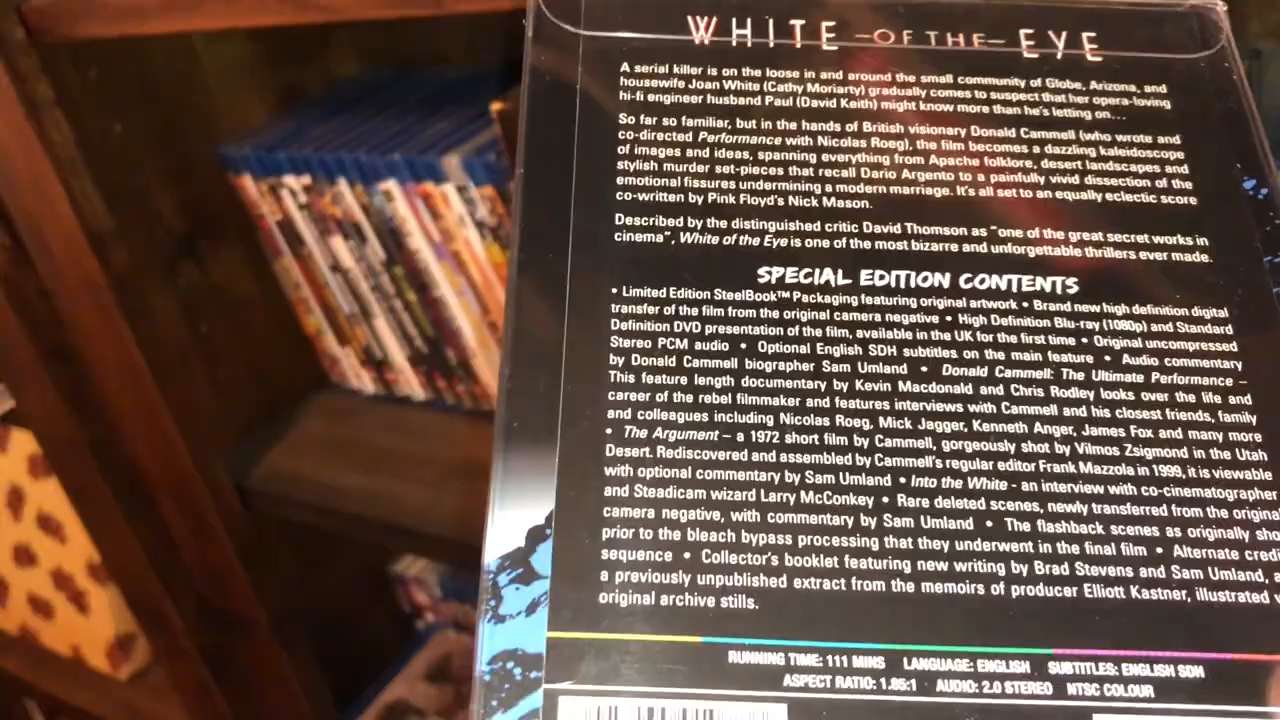 WHITE -OF THE- EYE
A serial killer is on the loose in and around the small community of Globe, Arizona, and
housewife Joan White (Cathy Moriarty) gradually comes to suspect that her opera-loving
hi-fi engineer husband Paul (David Keith) might know more than he's letting on...
So far so familiar, but in the hands of British visionary Donald Cammell (who wrote and
co-directed Performance with Nicolas Roeg), the film becomes a dazzling kaleidoscope
of images and ideas, spanning everything from Apache folklore, desert landscapes and
stylish murder set-pieces that recall Dario Argento to a painfully vivid dissection of the
emotional fissures undermining a modern marriage. It's all set to an equally eclectic score
co-written by Pink Floyd's Nick Mason.
Described by the distinguished critic David Thomson as "one of the great secret works in
cinema", White of the Eye is one of the most bizarre and unforgettable thrillers ever made.
SPECIAL EDITION CONTENTS
• Limited Edition SteelBook™ Packaging featuring original artwork • Brand new high definition digital
transfer of the film from the original camera negative • High Definition Blu-ray (1080p) and Standard
Definition DVD presentation of the film, available in the UK for the first time • Original uncompressed
Stereo PCM audio • Optional English SDH subtitles on the main feature • Audio commentary
by Donald Cammell biographer Sam Umland • Donald Cammell: The Ultimate Performance –
This feature length documentary by Kevin Macdonald and Chris Rodley looks over the life and
career of the rebel filmmaker and features interviews with Cammell and his closest friends, family
and colleagues including Nicolas Roeg, Mick Jagger, Kenneth Anger, James Fox and many more
• The Argument – a 1972 short film by Cammell, gorgeously shot by Vilmos Zsigmond in the Utah
Desert. Rediscovered and assembled by Cammell's regular editor Frank Mazzola in 1999, it is viewable
with optional commentary by Sam Umland • Into the White - an interview with co-cinematographer
and Steadicam wizard Larry McConkey • Rare deleted scenes, newly transferred from the original
camera negative, with commentary by Sam Umland • The flashback scenes as originally sho
prior to the bleach bypass processing that they underwent in the final film • Alternate credi
sequence • Collector's booklet featuring new writing by Brad Stevens and Sam Umland, a
a previously unpublished extract from the memoirs of producer Elliott Kastner, illustrated
original archive stills.
RUNNING TIME: 111 MINS LANGUAGE: ENGLISH SUBTITLES: ENGLISH SDH
ASPECT RATIO: 1.85:1 AUDIO: 2.0 STEREO NTSC COLOUR